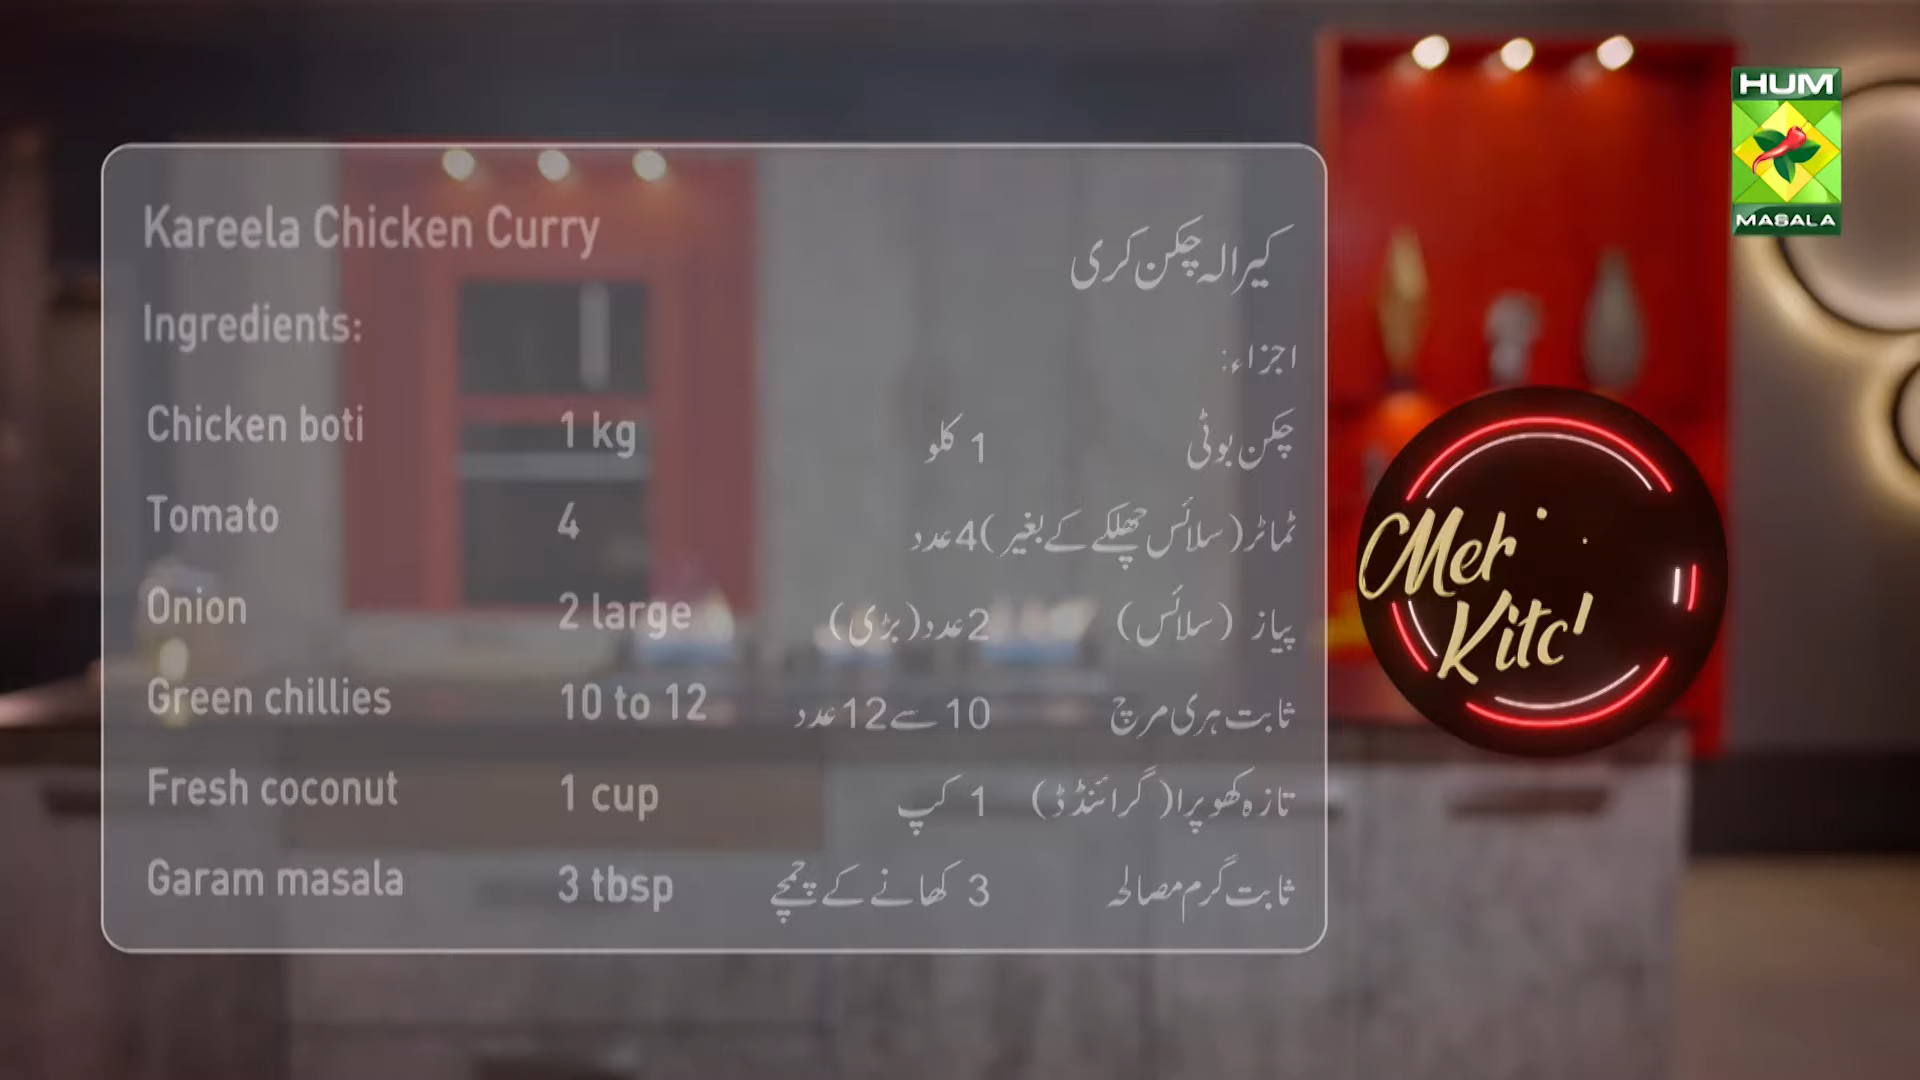 HUM
MASALA
Kareela Chicken Curry
کیرالہ چکن کری
Ingredients:
اجزاء:
Chicken boti 1 kg
چکن بوٹی 1 کلو
Tomato 4
ٹماٹر (سلائس چھلکے کے بغیر) 4 عدد
Onion 2 large
پیاز (سلائس) 2 عدد (بڑی)
Green chillies 10 to 12
ثابت ہری مرچ 10 سے 12 عدد
Fresh coconut 1 cup
تازہ کھوپرا (گرائنڈڈ) 1 کپ
Garam masala 3 tbsp
ثابت گرم مصالحہ 3 کھانے کے چمچے